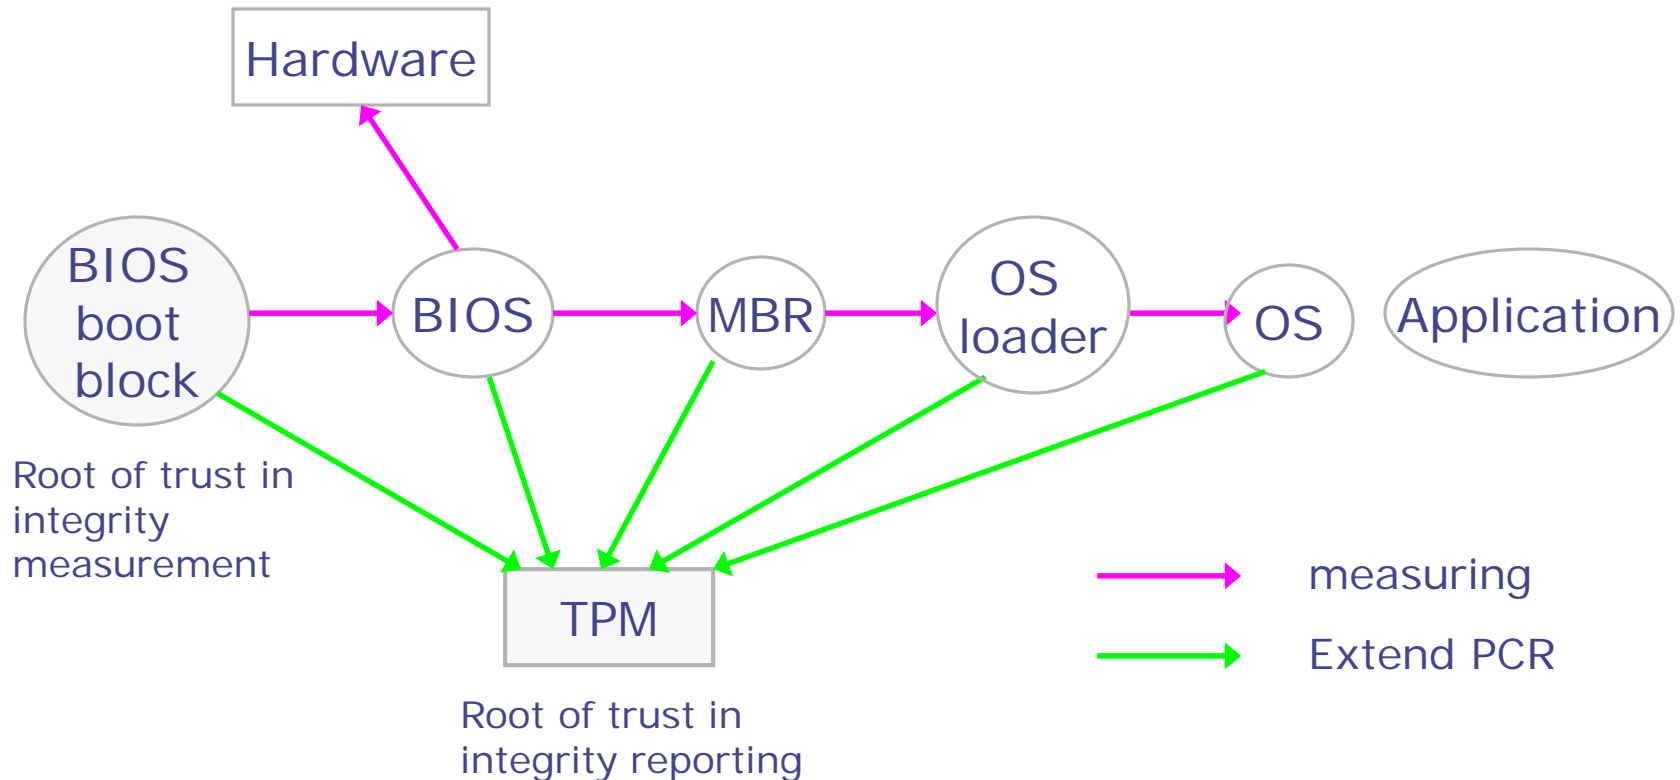 Hardware
BIOS
boot
block
BIOS
MBR
OS
loader
OS
Application
Root of trust in
integrity
measurement
TPM
measuring
Extend PCR
Root of trust in
integrity reporting